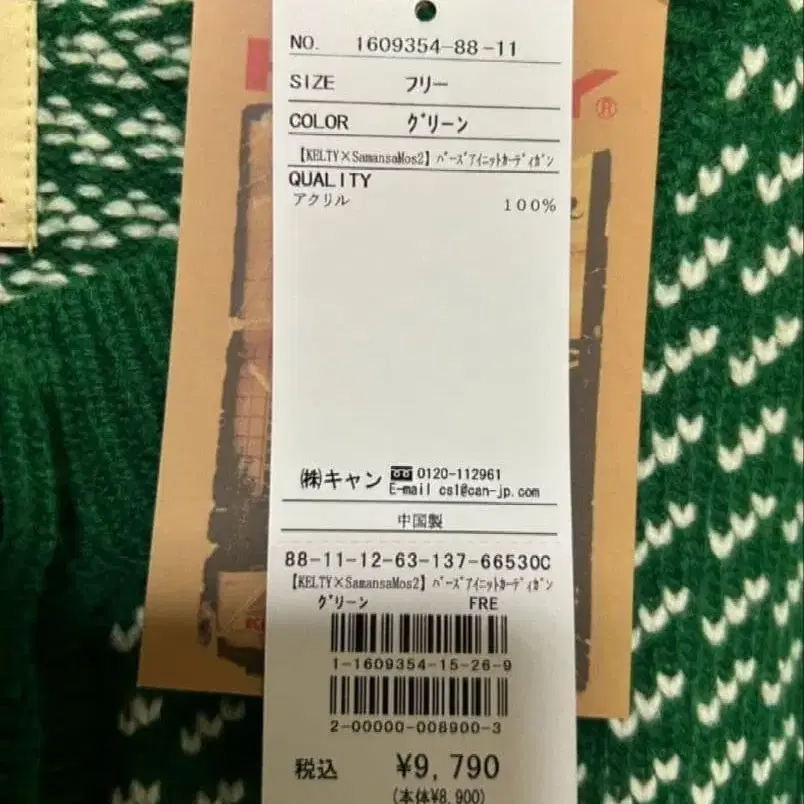 NO. 1609354-88-11
SIZE フリー
COLOR グリーン
【KELTY×SamansaMos2】バーズアイニットカーディガン
QUALITY
アクリル 100%
㈱キャン 0120-112961
E-mail cs1@can-jp.com
中国製
88-11-12-63-137-66530C
【KELTY×SamansaMos2】バーズアイニットカーディガン
グリーン FRE
1-1609354-15-26-9
2-00000-008900-3
税込 ¥9,790
(本体¥8,900)